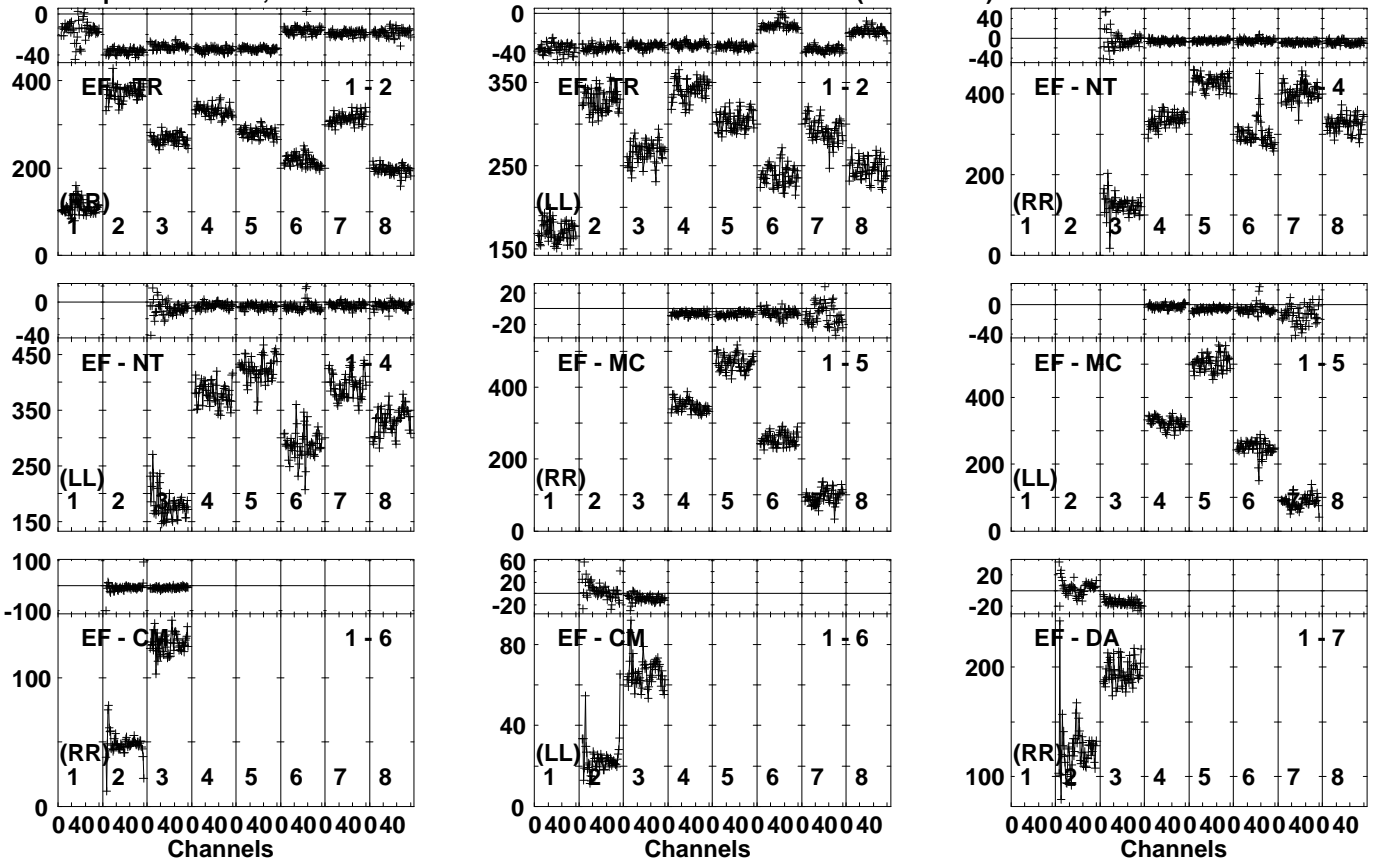 0 0 40
-40 -40 0
-40
400 EF - TR 1 - 2 350 EF - TR 1 - 2 400 EF - NT 1 - 4
200 250 200
(RR) (LL) (RR)
1 2 3 4 5 6 7 8 1 2 3 4 5 6 7 8 1 2 3 4 5 6 7 8
0 150 0
0 20 0
-40 -20 -40
450 EF - NT 1 - 4 400 EF - MC 1 - 5 400 EF - MC 1 - 5
350
250 200 200
(LL) (RR) (LL)
1 2 3 4 5 6 7 8 1 2 3 4 5 6 7 8 1 2 3 4 5 6 7 8
150 0 0
100 60 20
-100 20 -20
-20
EF - CM 1 - 6 80 EF - CM 1 - 6 200 EF - DA 1 - 7
100 40
(RR) (LL) (RR)
1 2 3 4 5 6 7 8 1 2 3 4 5 6 7 8 100 1 2 3 4 5 6 7 8
0 0
0 40 0 40 0 40 0 40 0 40 0 40 0 40 0 40 0 40 0 40 0 40 0 40 0 40 0 40 0 40 0 40 0 40 0 40 0 40 0 40 0 40 0 40 0 40 0 40
Channels Channels Channels